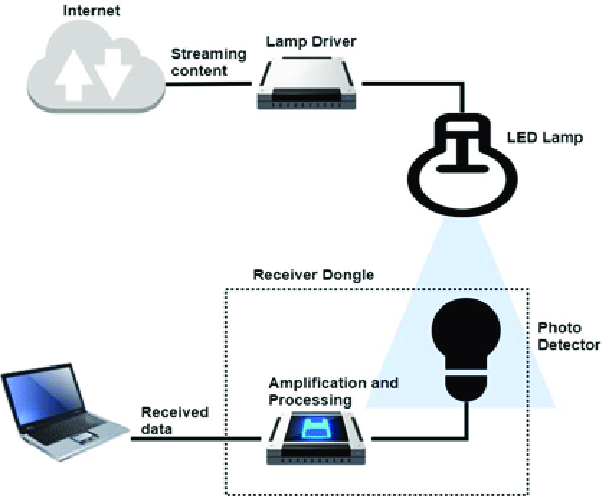 Internet
Streaming
content
Lamp Driver
LED Lamp
Receiver Dongle
Photo
Detector
Amplification and
Processing
Received
data